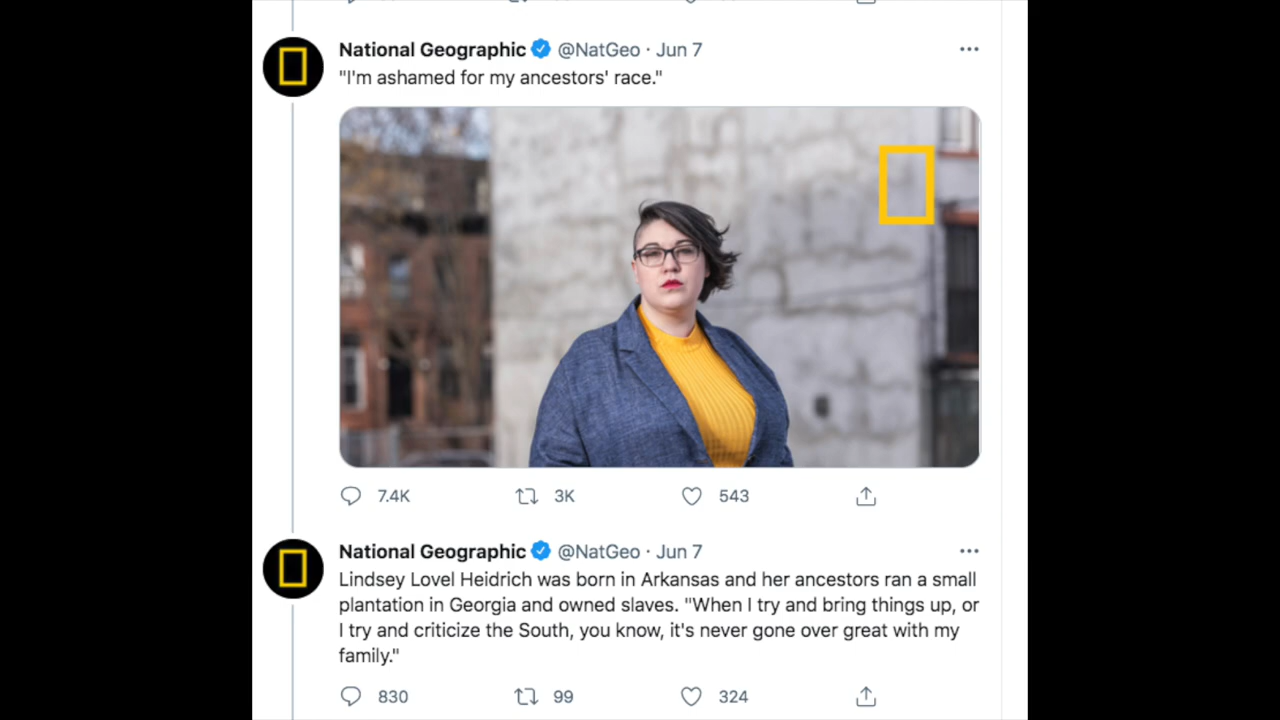 National Geographic @NatGeo · Jun 7
"I'm ashamed for my ancestors' race."
7.4K 3K 543
National Geographic @NatGeo · Jun 7
Lindsey Lovel Heidrich was born in Arkansas and her ancestors ran a small
plantation in Georgia and owned slaves. "When I try and bring things up, or
I try and criticize the South, you know, it's never gone over great with my
family."
830 99 324